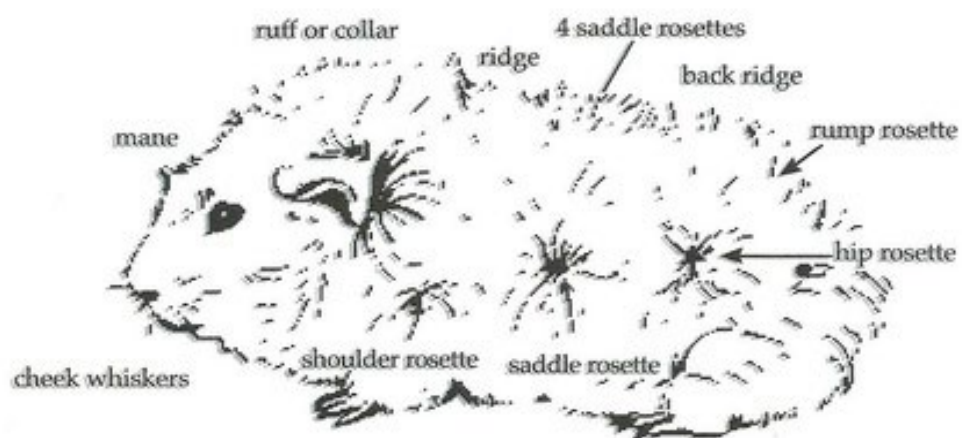 ruff or collar
4 saddle rosettes
ridge
back ridge
mane
rump rosette
hip rosette
shoulder rosette
saddle rosette
cheek whiskers